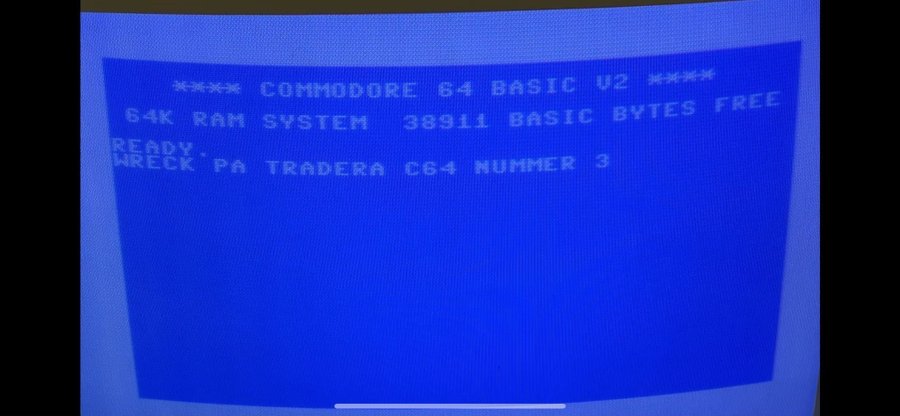 **** COMMODORE 64 BASIC V2 ****
64K RAM SYSTEM 38911 BASIC BYTES FREE
READY.
WRECK PA TRADERA C64 NUMMER 3